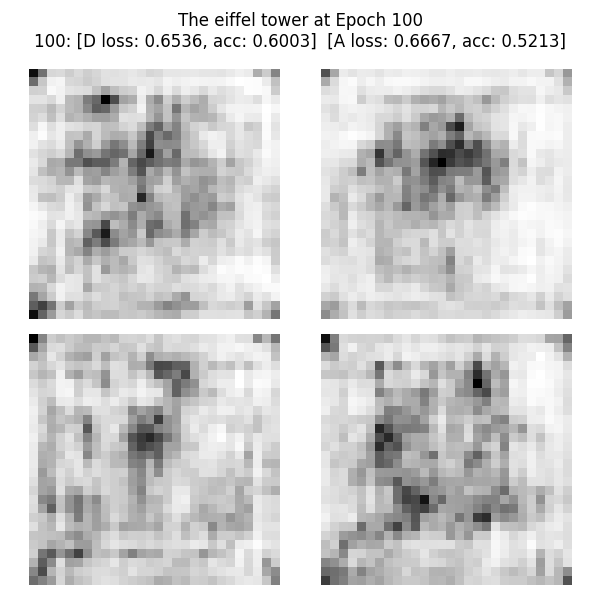 The eiffel tower at Epoch 100
100: [D loss: 0.6536, acc: 0.6003]  [A loss: 0.6667, acc: 0.5213]